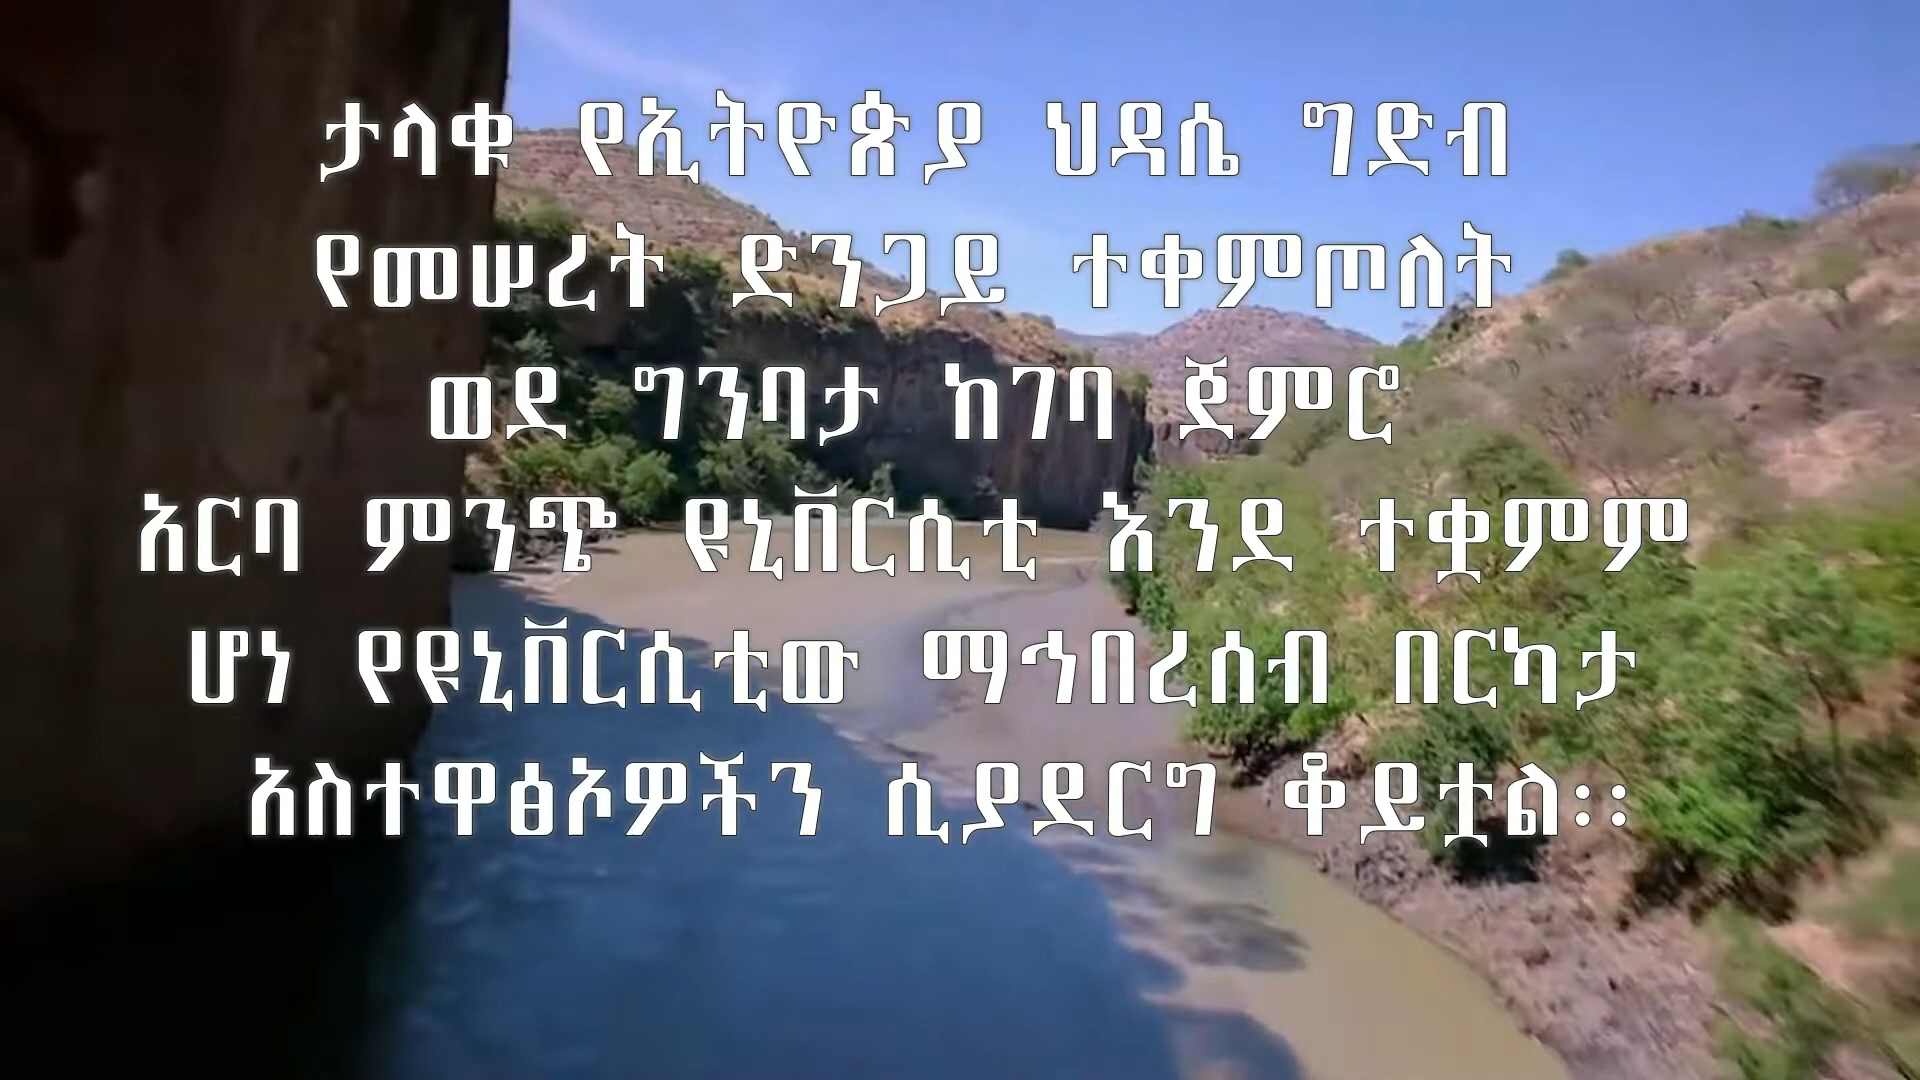 ታላቁ የኢትዮጵያ ህዳሴ ግድብ
የመሠረት ድንጋይ ተቀምጦለት
ወደ ግንባታ ከገባ ጀምሮ
አርባ ምንጭ ዩኒቨርሲቲ እንደ ተቋምም
ሆነ የዩኒቨርሲቲው ማኅበረሰብ በርካታ
አስተዋፅኦዎችን ሲያደርግ ቆይቷል፡፡